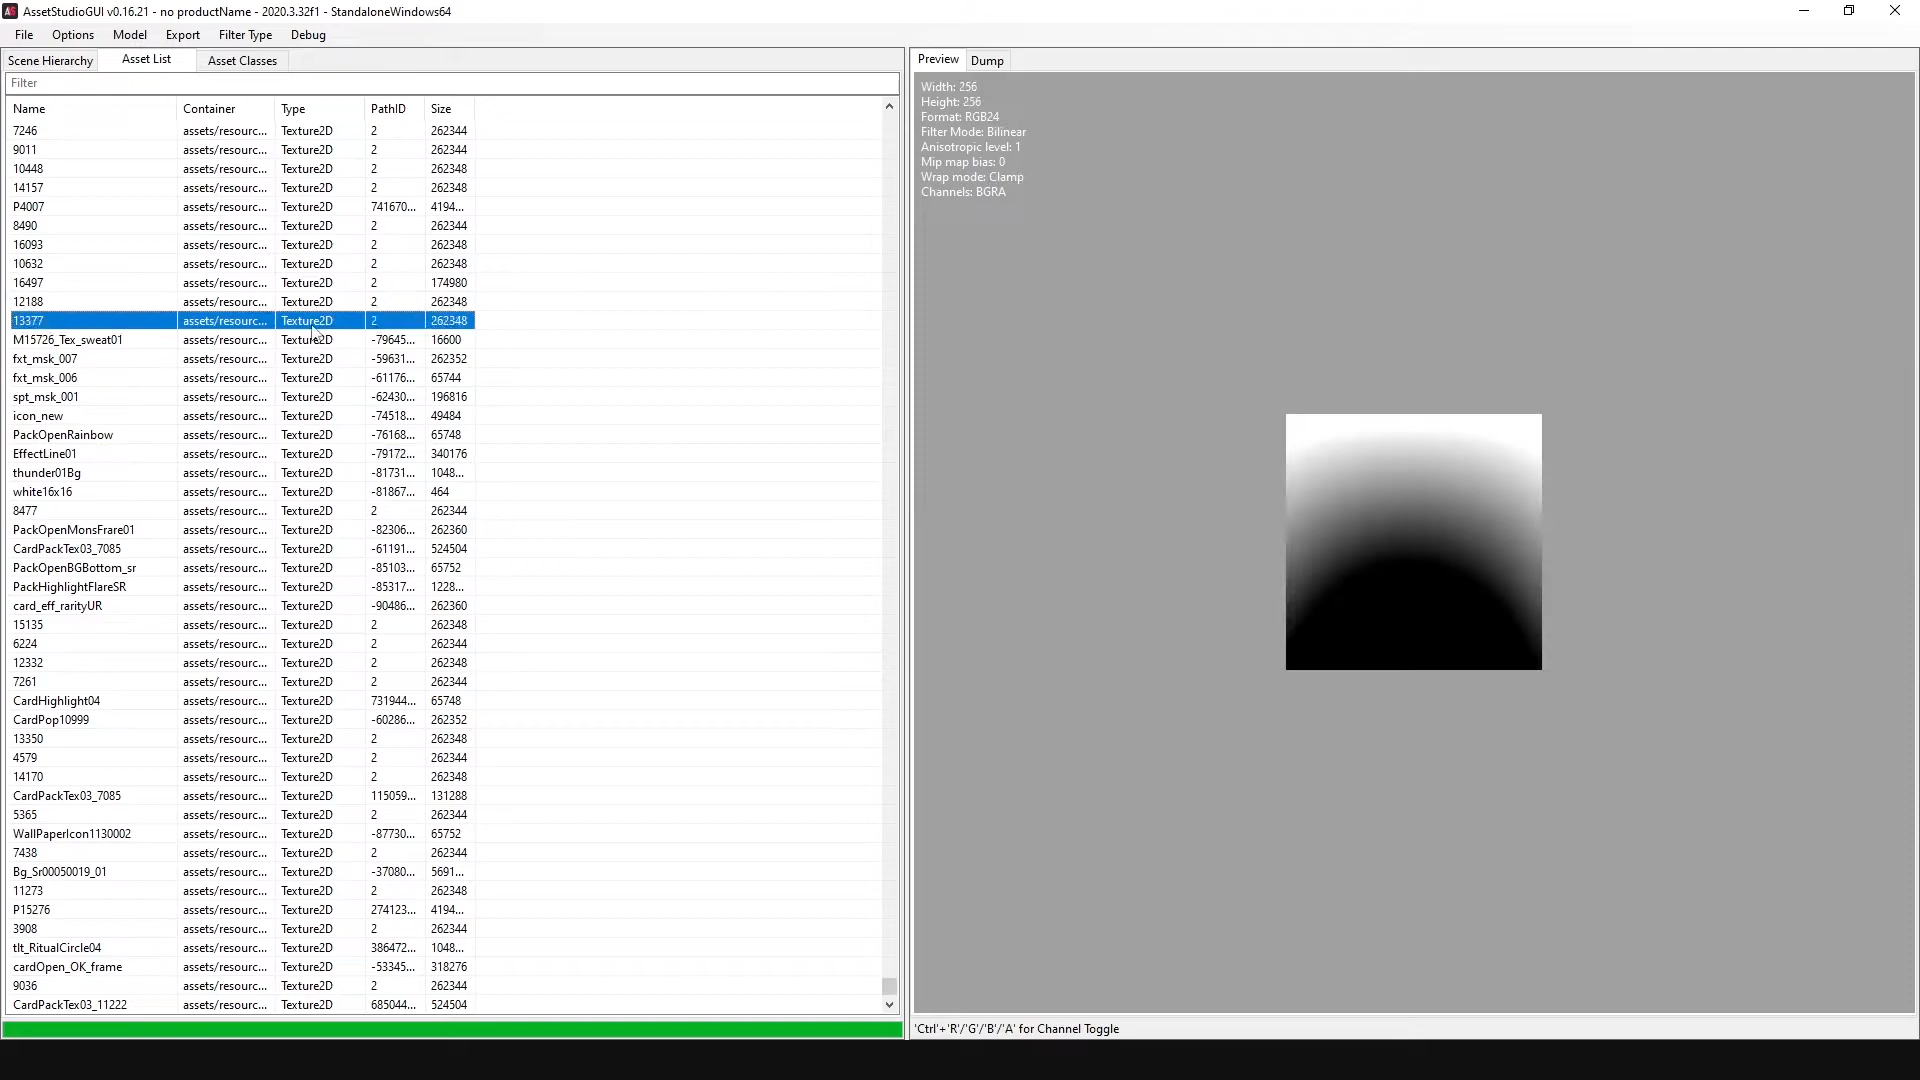 AssetStudioGUI v0.16.21 - no productName - 2020.3.32f1 - StandaloneWindows64
File Options Model Export Filter Type Debug
Scene Hierarchy Asset List Asset Classes
Filter
Name Container Type PathID Size
7246 assets/resourc... Texture2D 2 262344
9011 assets/resourc... Texture2D 2 262344
10448 assets/resourc... Texture2D 2 262348
14157 assets/resourc... Texture2D 2 262348
P4007 assets/resourc... Texture2D 741670... 4194...
8490 assets/resourc... Texture2D 2 262344
16093 assets/resourc... Texture2D 2 262348
10632 assets/resourc... Texture2D 2 262348
16497 assets/resourc... Texture2D 2 174980
12188 assets/resourc... Texture2D 2 262348
13377 assets/resourc... Texture2D 2 262348
M15726_Tex_sweat01 assets/resourc... Texture2D -79645... 16600
fxt_msk_007 assets/resourc... Texture2D -59631... 262352
fxt_msk_006 assets/resourc... Texture2D -61176... 65744
spt_msk_001 assets/resourc... Texture2D -62430... 196816
icon_new assets/resourc... Texture2D -74518... 49484
PackOpenRainbow assets/resourc... Texture2D -76168... 65748
EffectLine01 assets/resourc... Texture2D -79172... 340176
thunder01Bg assets/resourc... Texture2D -81731... 1048...
white16x16 assets/resourc... Texture2D -81867... 464
8477 assets/resourc... Texture2D 2 262344
PackOpenMonsFrare01 assets/resourc... Texture2D -82306... 262360
CardPackTex03_7085 assets/resourc... Texture2D -61191... 524504
PackOpenBGBottom_sr assets/resourc... Texture2D -85103... 65752
PackHighlightFlareSR assets/resourc... Texture2D -85317... 1228...
card_eff_rarityUR assets/resourc... Texture2D -90486... 262360
15135 assets/resourc... Texture2D 2 262348
6224 assets/resourc... Texture2D 2 262344
12332 assets/resourc... Texture2D 2 262348
7261 assets/resourc... Texture2D 2 262344
CardHighlight04 assets/resourc... Texture2D 731944... 65748
CardPop10999 assets/resourc... Texture2D -60286... 262352
13350 assets/resourc... Texture2D 2 262348
4579 assets/resourc... Texture2D 2 262344
14170 assets/resourc... Texture2D 2 262348
CardPackTex03_7085 assets/resourc... Texture2D 115059... 131288
5365 assets/resourc... Texture2D 2 262344
WallPaperIcon1130002 assets/resourc... Texture2D -87730... 65752
7438 assets/resourc... Texture2D 2 262344
Bg_Sr00050019_01 assets/resourc... Texture2D -37080... 5691...
11273 assets/resourc... Texture2D 2 262348
P15276 assets/resourc... Texture2D 274123... 4194...
3908 assets/resourc... Texture2D 2 262344
tlt_RitualCircle04 assets/resourc... Texture2D 386472... 1048...
cardOpen_OK_frame assets/resourc... Texture2D -53345... 318276
9036 assets/resourc... Texture2D 2 262344
CardPackTex03_11222 assets/resourc... Texture2D 685044... 524504
Preview Dump
Width: 256
Height: 256
Format: RGB24
Filter Mode: Bilinear
Anisotropic level: 1
Mip map bias: 0
Wrap mode: Clamp
Channels: BGRA
'Ctrl'+'R'/'G'/'B'/'A' for Channel Toggle